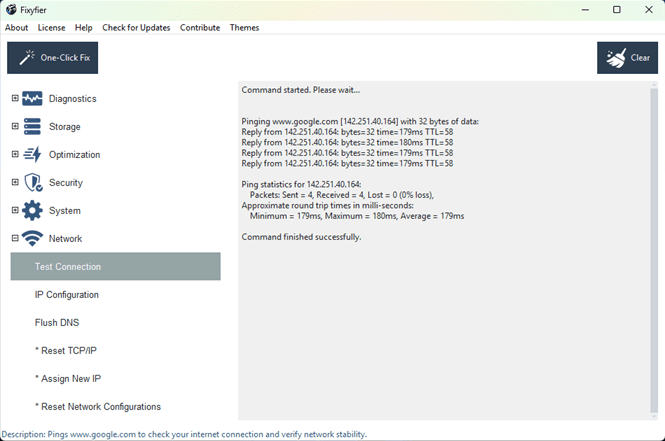 Fixyfier
About License Help Check for Updates Contribute Themes
One-Click Fix
Clear
Diagnostics
Storage
Optimization
Security
System
Network
Test Connection
IP Configuration
Flush DNS
* Reset TCP/IP
* Assign New IP
* Reset Network Configurations
Command started. Please wait...
Pinging www.google.com [142.251.40.164] with 32 bytes of data:
Reply from 142.251.40.164: bytes=32 time=179ms TTL=58
Reply from 142.251.40.164: bytes=32 time=180ms TTL=58
Reply from 142.251.40.164: bytes=32 time=179ms TTL=58
Reply from 142.251.40.164: bytes=32 time=179ms TTL=58
Ping statistics for 142.251.40.164:
Packets: Sent = 4, Received = 4, Lost = 0 (0% loss),
Approximate round trip times in milli-seconds:
Minimum = 179ms, Maximum = 180ms, Average = 179ms
Command finished successfully.
Description: Pings www.google.com to check your internet connection and verify network stability.